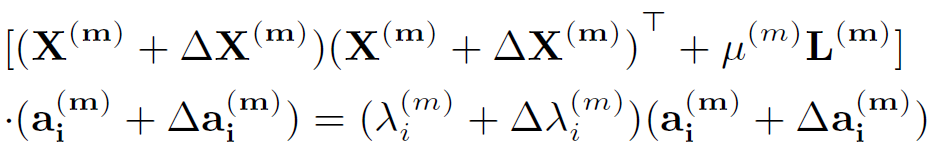 [(𝐗^(𝐦) + Δ𝐗^(𝐦))(𝐗^(𝐦) + Δ𝐗^(𝐦))^⊤ + μ^(m)𝐋^(𝐦)]
·(𝐚_𝐢^(𝐦) + Δ𝐚_𝐢^(𝐦)) = (λ_i^(m) + Δλ_i^(m))(𝐚_𝐢^(𝐦) + Δ𝐚_𝐢^(𝐦))